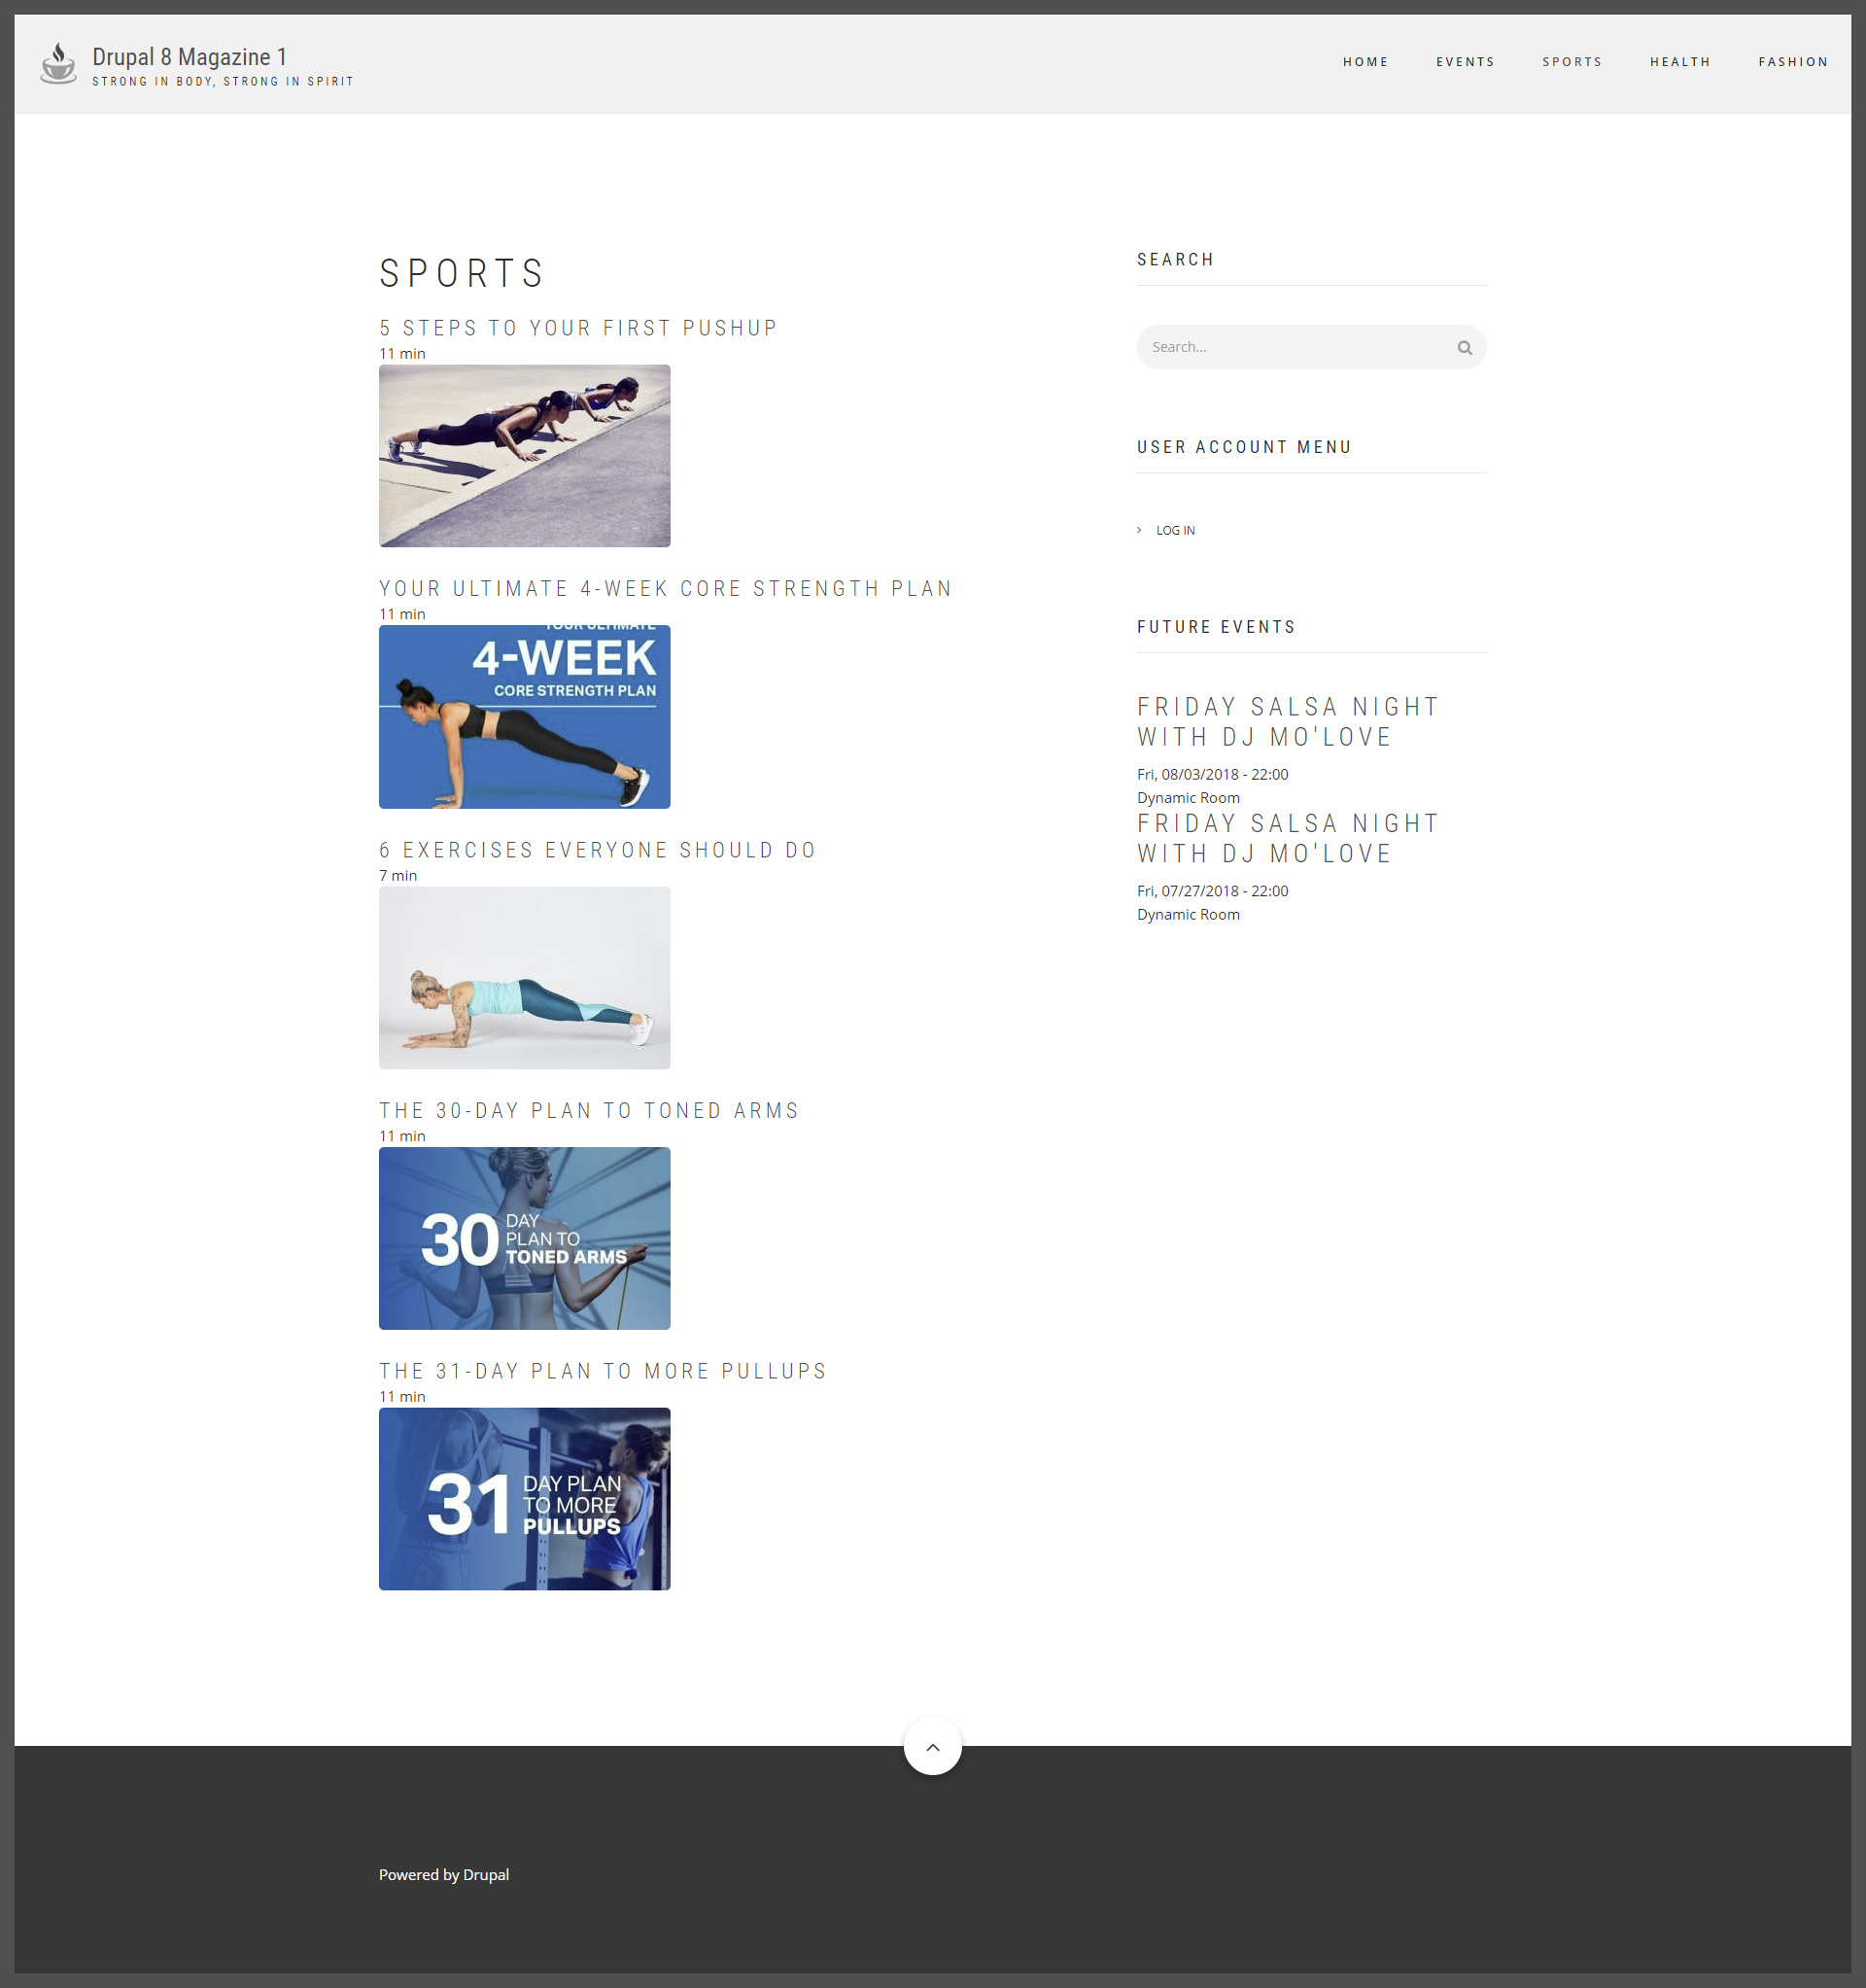 Drupal 8 Magazine 1
STRONG IN BODY, STRONG IN SPIRIT
HOME
EVENTS
SPORTS
HEALTH
FASHION
SPORTS
5 STEPS TO YOUR FIRST PUSHUP
11 min
YOUR ULTIMATE 4-WEEK CORE STRENGTH PLAN
11 min
YOUR ULTIMATE
4-WEEK
CORE STRENGTH PLAN
6 EXERCISES EVERYONE SHOULD DO
7 min
THE 30-DAY PLAN TO TONED ARMS
11 min
30 DAY
PLAN TO
TONED ARMS
THE 31-DAY PLAN TO MORE PULLUPS
11 min
31 DAY PLAN
TO MORE
PULLUPS
SEARCH
Search...
USER ACCOUNT MENU
LOG IN
FUTURE EVENTS
FRIDAY SALSA NIGHT
WITH DJ MO'LOVE
Fri, 08/03/2018 - 22:00
Dynamic Room
FRIDAY SALSA NIGHT
WITH DJ MO'LOVE
Fri, 07/27/2018 - 22:00
Dynamic Room
Powered by Drupal